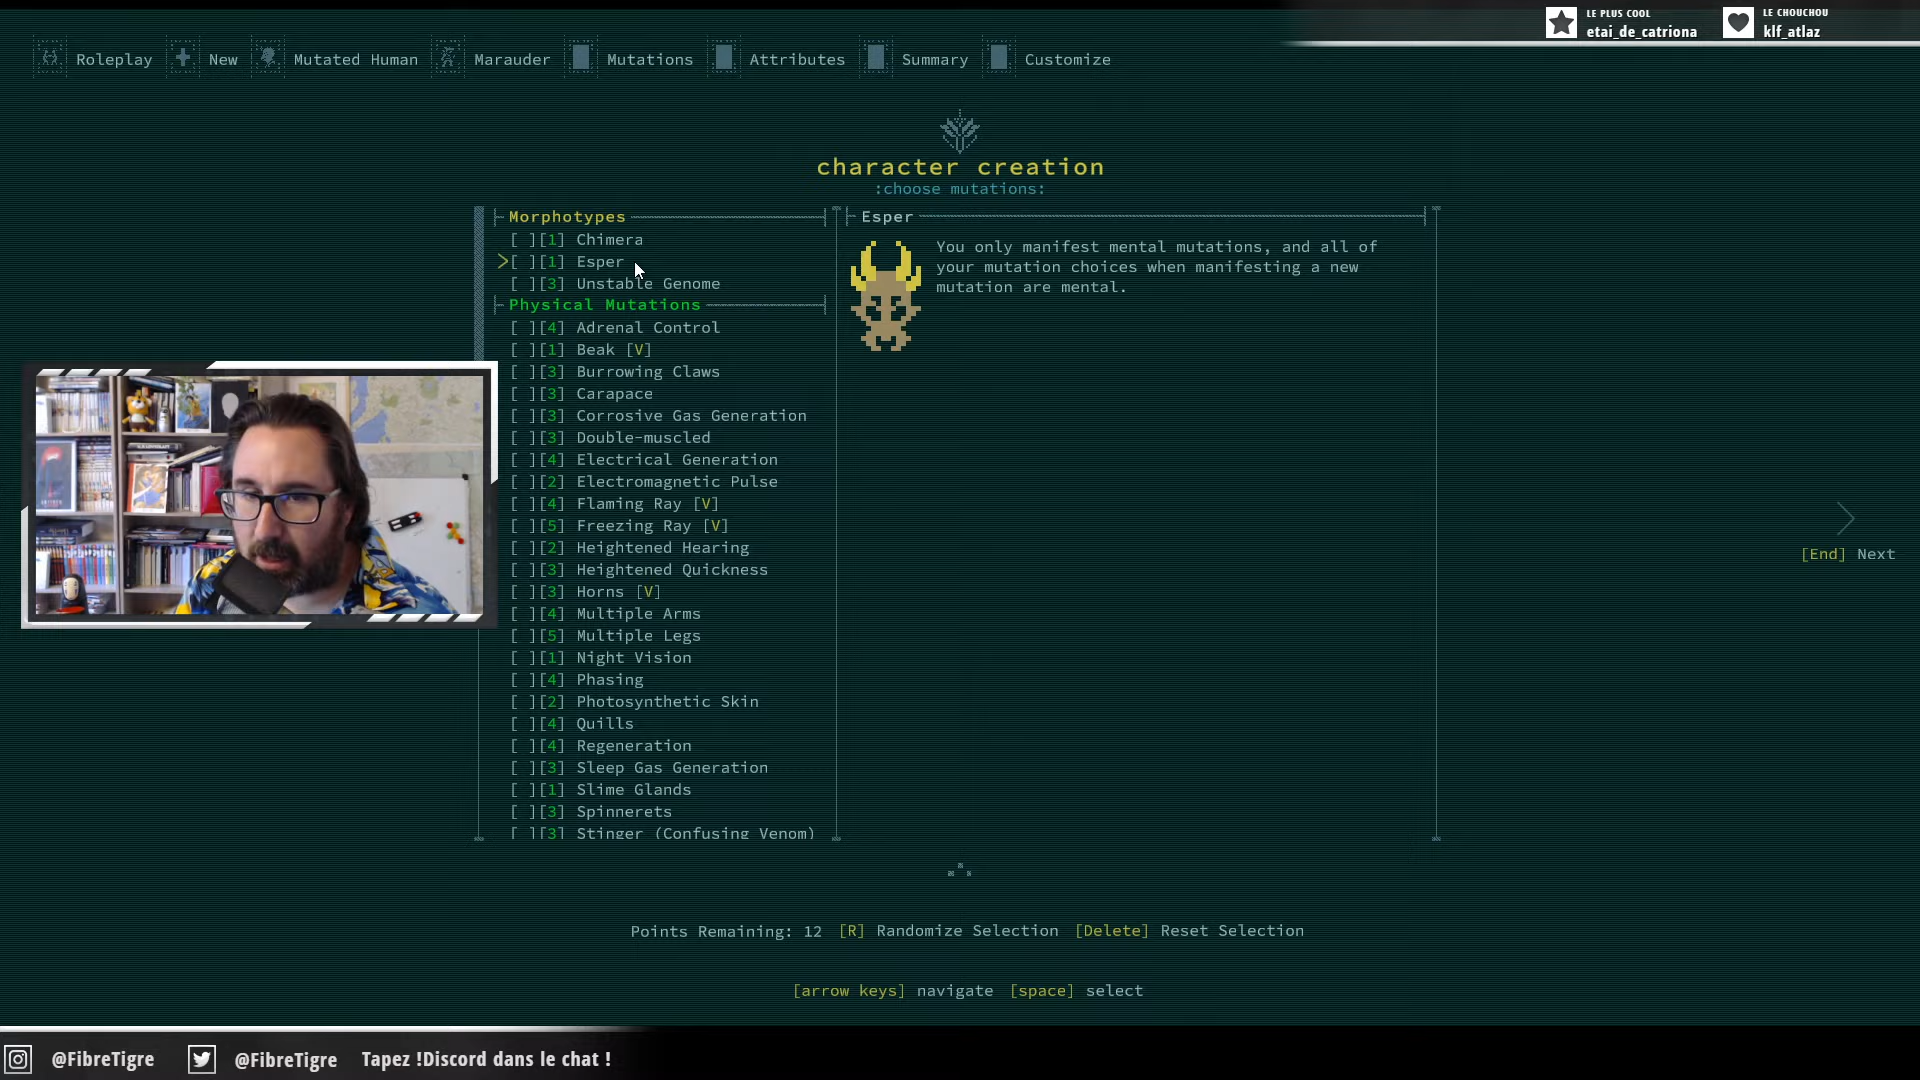 LE PLUS COOL
etai_de_catriona
LE CHOUCHOU
klf_atlaz
Roleplay
New
Mutated Human
Marauder
Mutations
Attributes
Summary
Customize
character creation
:choose mutations:
Morphotypes
[ ][1] Chimera
>[ ][1] Esper
[ ][3] Unstable Genome
Physical Mutations
[ ][4] Adrenal Control
[ ][1] Beak [V]
[ ][3] Burrowing Claws
[ ][3] Carapace
[ ][3] Corrosive Gas Generation
[ ][3] Double-muscled
[ ][4] Electrical Generation
[ ][2] Electromagnetic Pulse
[ ][4] Flaming Ray [V]
[ ][5] Freezing Ray [V]
[ ][2] Heightened Hearing
[ ][3] Heightened Quickness
[ ][3] Horns [V]
[ ][4] Multiple Arms
[ ][5] Multiple Legs
[ ][1] Night Vision
[ ][4] Phasing
[ ][2] Photosynthetic Skin
[ ][4] Quills
[ ][4] Regeneration
[ ][3] Sleep Gas Generation
[ ][1] Slime Glands
[ ][3] Spinnerets
[ ][3] Stinger (Confusing Venom)
Esper
You only manifest mental mutations, and all of
your mutation choices when manifesting a new
mutation are mental.
[End] Next
Points Remaining: 12 [R] Randomize Selection [Delete] Reset Selection
[arrow keys] navigate [space] select
@FibreTigre
@FibreTigre
Tapez !Discord dans le chat !